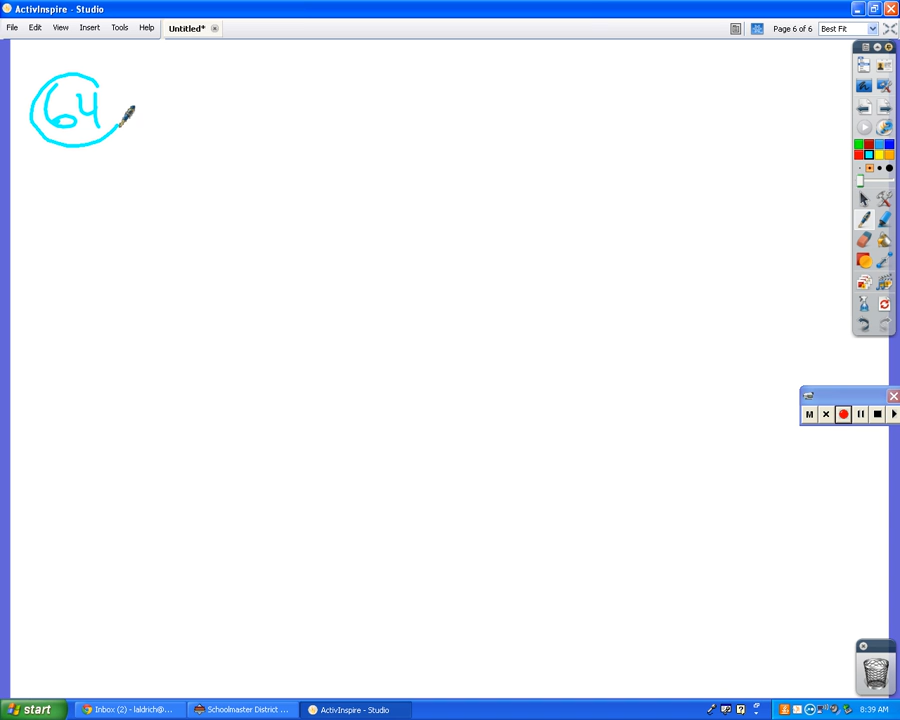 ActivInspire - Studio
File Edit View Insert Tools Help Untitled* Page 6 of 6 Best Fit
64
M
start Inbox (2) - laldrich@... Schoolmaster District ... ActivInspire - Studio 8:39 AM